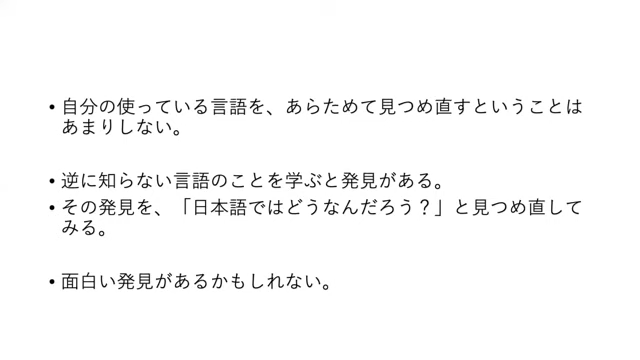 • 自分の使っている言語を、あらためて見つめ直すということは
あまりしない。
• 逆に知らない言語のことを学ぶと発見がある。
• その発見を、「日本語ではどうなんだろう？」と見つめ直して
みる。
• 面白い発見があるかもしれない。